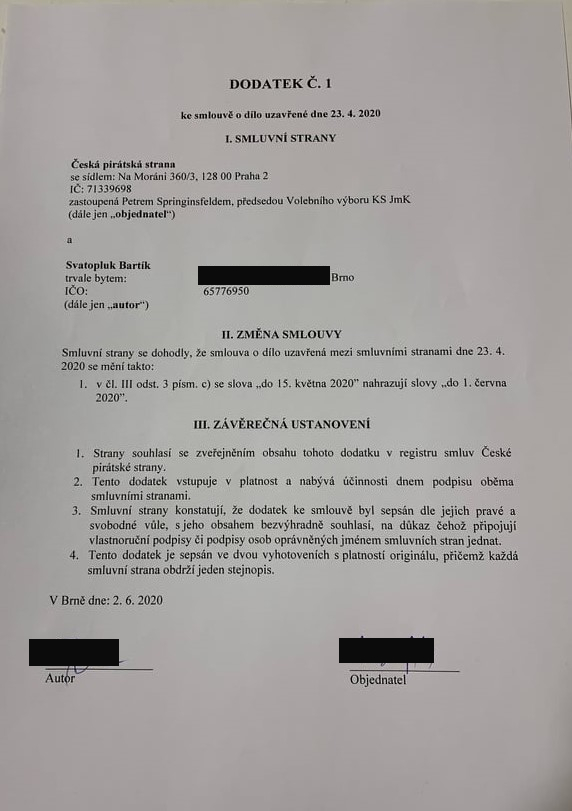 DODATEK Č. 1
ke smlouvě o dílo uzavřené dne 23. 4. 2020
I. SMLUVNÍ STRANY
Česká pirátská strana
se sídlem: Na Moráni 360/3, 128 00 Praha 2
IČ: 71339698
zastoupená Petrem Springinsfeldem, předsedou Volebního výboru KS JmK
(dále jen „objednatel“)
a
Svatopluk Bartík
trvale bytem: Brno
IČO: 65776950
(dále jen „autor“)
II. ZMĚNA SMLOUVY
Smluvní strany se dohodly, že smlouva o dílo uzavřená mezi smluvními stranami dne 23. 4.
2020 se mění takto:
1. v čl. III odst. 3 písm. c) se slova „do 15. května 2020” nahrazují slovy „do 1. června
2020”.
III. ZÁVĚREČNÁ USTANOVENÍ
1. Strany souhlasí se zveřejněním obsahu tohoto dodatku v registru smluv České
pirátské strany.
2. Tento dodatek vstupuje v platnost a nabývá účinnosti dnem podpisu oběma
smluvními stranami.
3. Smluvní strany konstatují, že dodatek ke smlouvě byl sepsán dle jejich pravé a
svobodné vůle, s jeho obsahem bezvýhradně souhlasí, na důkaz čehož připojují
vlastnoruční podpisy či podpisy osob oprávněných jménem smluvních stran jednat.
4. Tento dodatek je sepsán ve dvou vyhotoveních s platností originálu, přičemž každá
smluvní strana obdrží jeden stejnopis.
V Brně dne: 2. 6. 2020
Autor
Objednatel